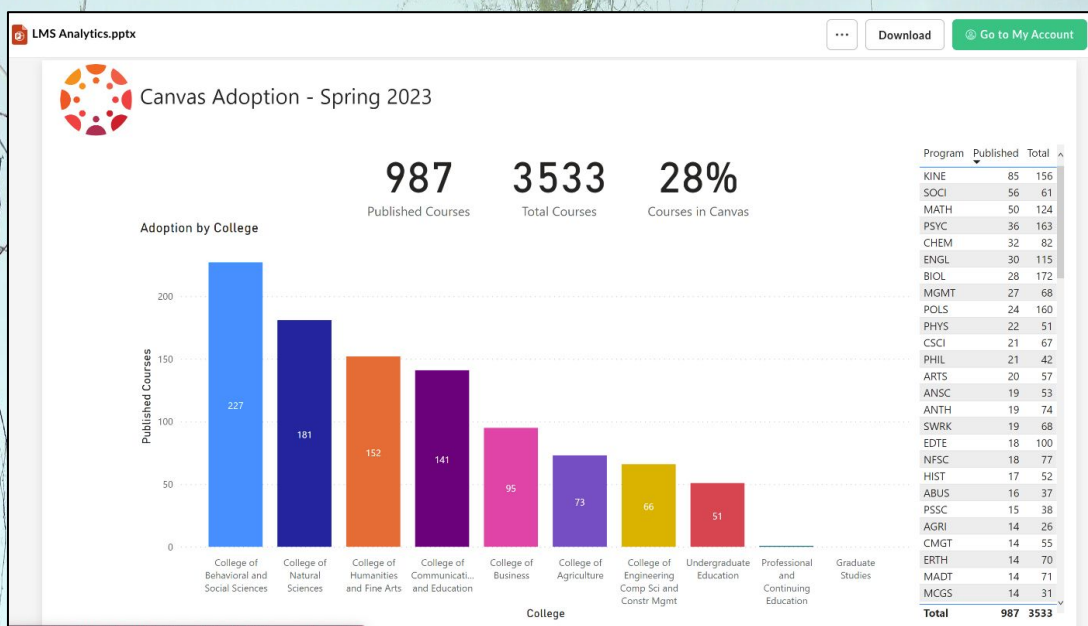 LMS Analytics.pptx
...
Download
Go to My Account
Canvas Adoption - Spring 2023
987
Published Courses
3533
Total Courses
28%
Courses in Canvas
Adoption by College
Published Courses
200
150
100
50
0
227
181
152
141
95
73
66
51
College of
Behavioral and
Social Sciences
College of
Natural
Sciences
College of
Humanities
and Fine Arts
College of
Communicati...
and Education
College of
Business
College of
Agriculture
College of
Engineering
Comp Sci and
Constr Mgmt
Undergraduate
Education
Professional
and
Continuing
Education
Graduate
Studies
College
Program Published Total
KINE 85 156
SOCI 56 61
MATH 50 124
PSYC 36 163
CHEM 32 82
ENGL 30 115
BIOL 28 172
MGMT 27 68
POLS 24 160
PHYS 22 51
CSCI 21 67
PHIL 21 42
ARTS 20 57
ANSC 19 53
ANTH 19 74
SWRK 19 68
EDTE 18 100
NFSC 18 77
HIST 17 52
ABUS 16 37
PSSC 15 38
AGRI 14 26
CMGT 14 55
ERTH 14 70
MADT 14 71
MCGS 14 31
Total 987 3533